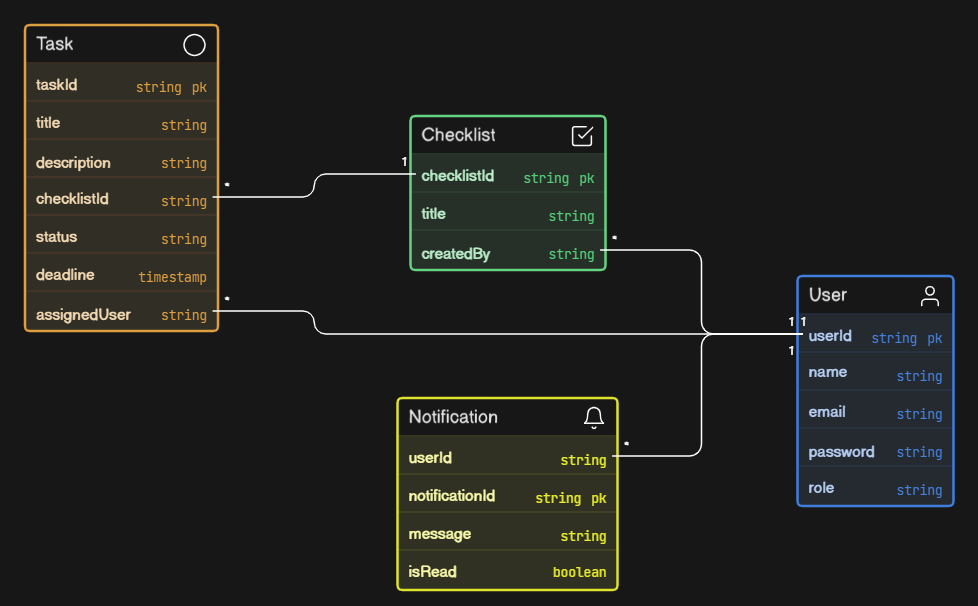 Task
taskId string pk
title string
description string
checklistId string
status string
deadline timestamp
assignedUser string
*
*
Checklist
1
checklistId string pk
title string
createdBy string
*
User
1 1
userId string pk
1
name string
email string
password string
role string
Notification
*
userId string
notificationId string pk
message string
isRead boolean